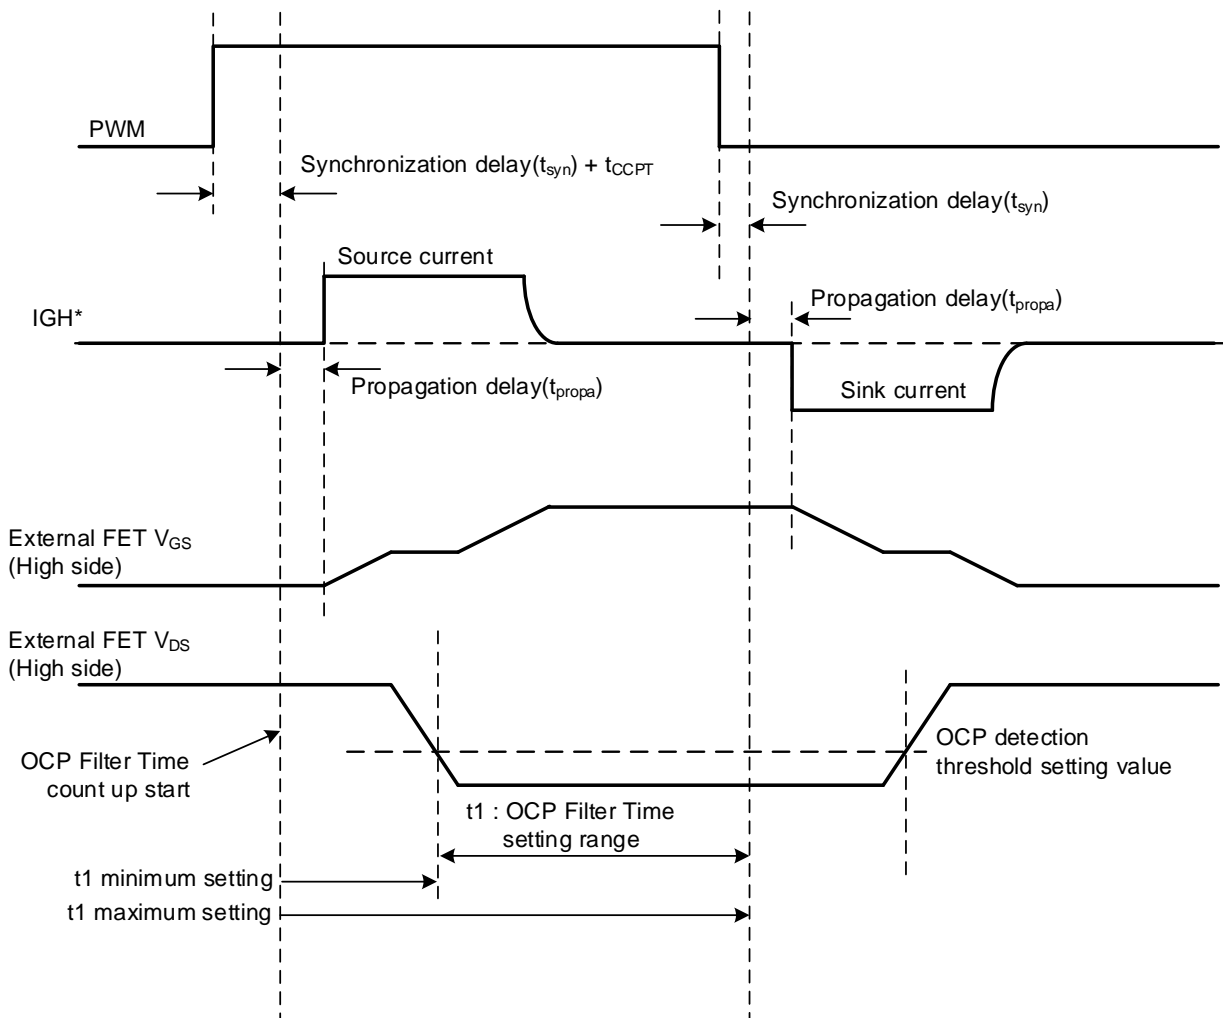 PWM
Synchronization delay(tsyn) + tCCPT
Synchronization delay(tsyn)
Source current
Propagation delay(tpropa)
IGH*
Propagation delay(tpropa)
Sink current
External FET VGS
(High side)
External FET VDS
(High side)
OCP Filter Time
count up start
OCP detection
threshold setting value
t1 : OCP Filter Time
setting range
t1 minimum setting
t1 maximum setting